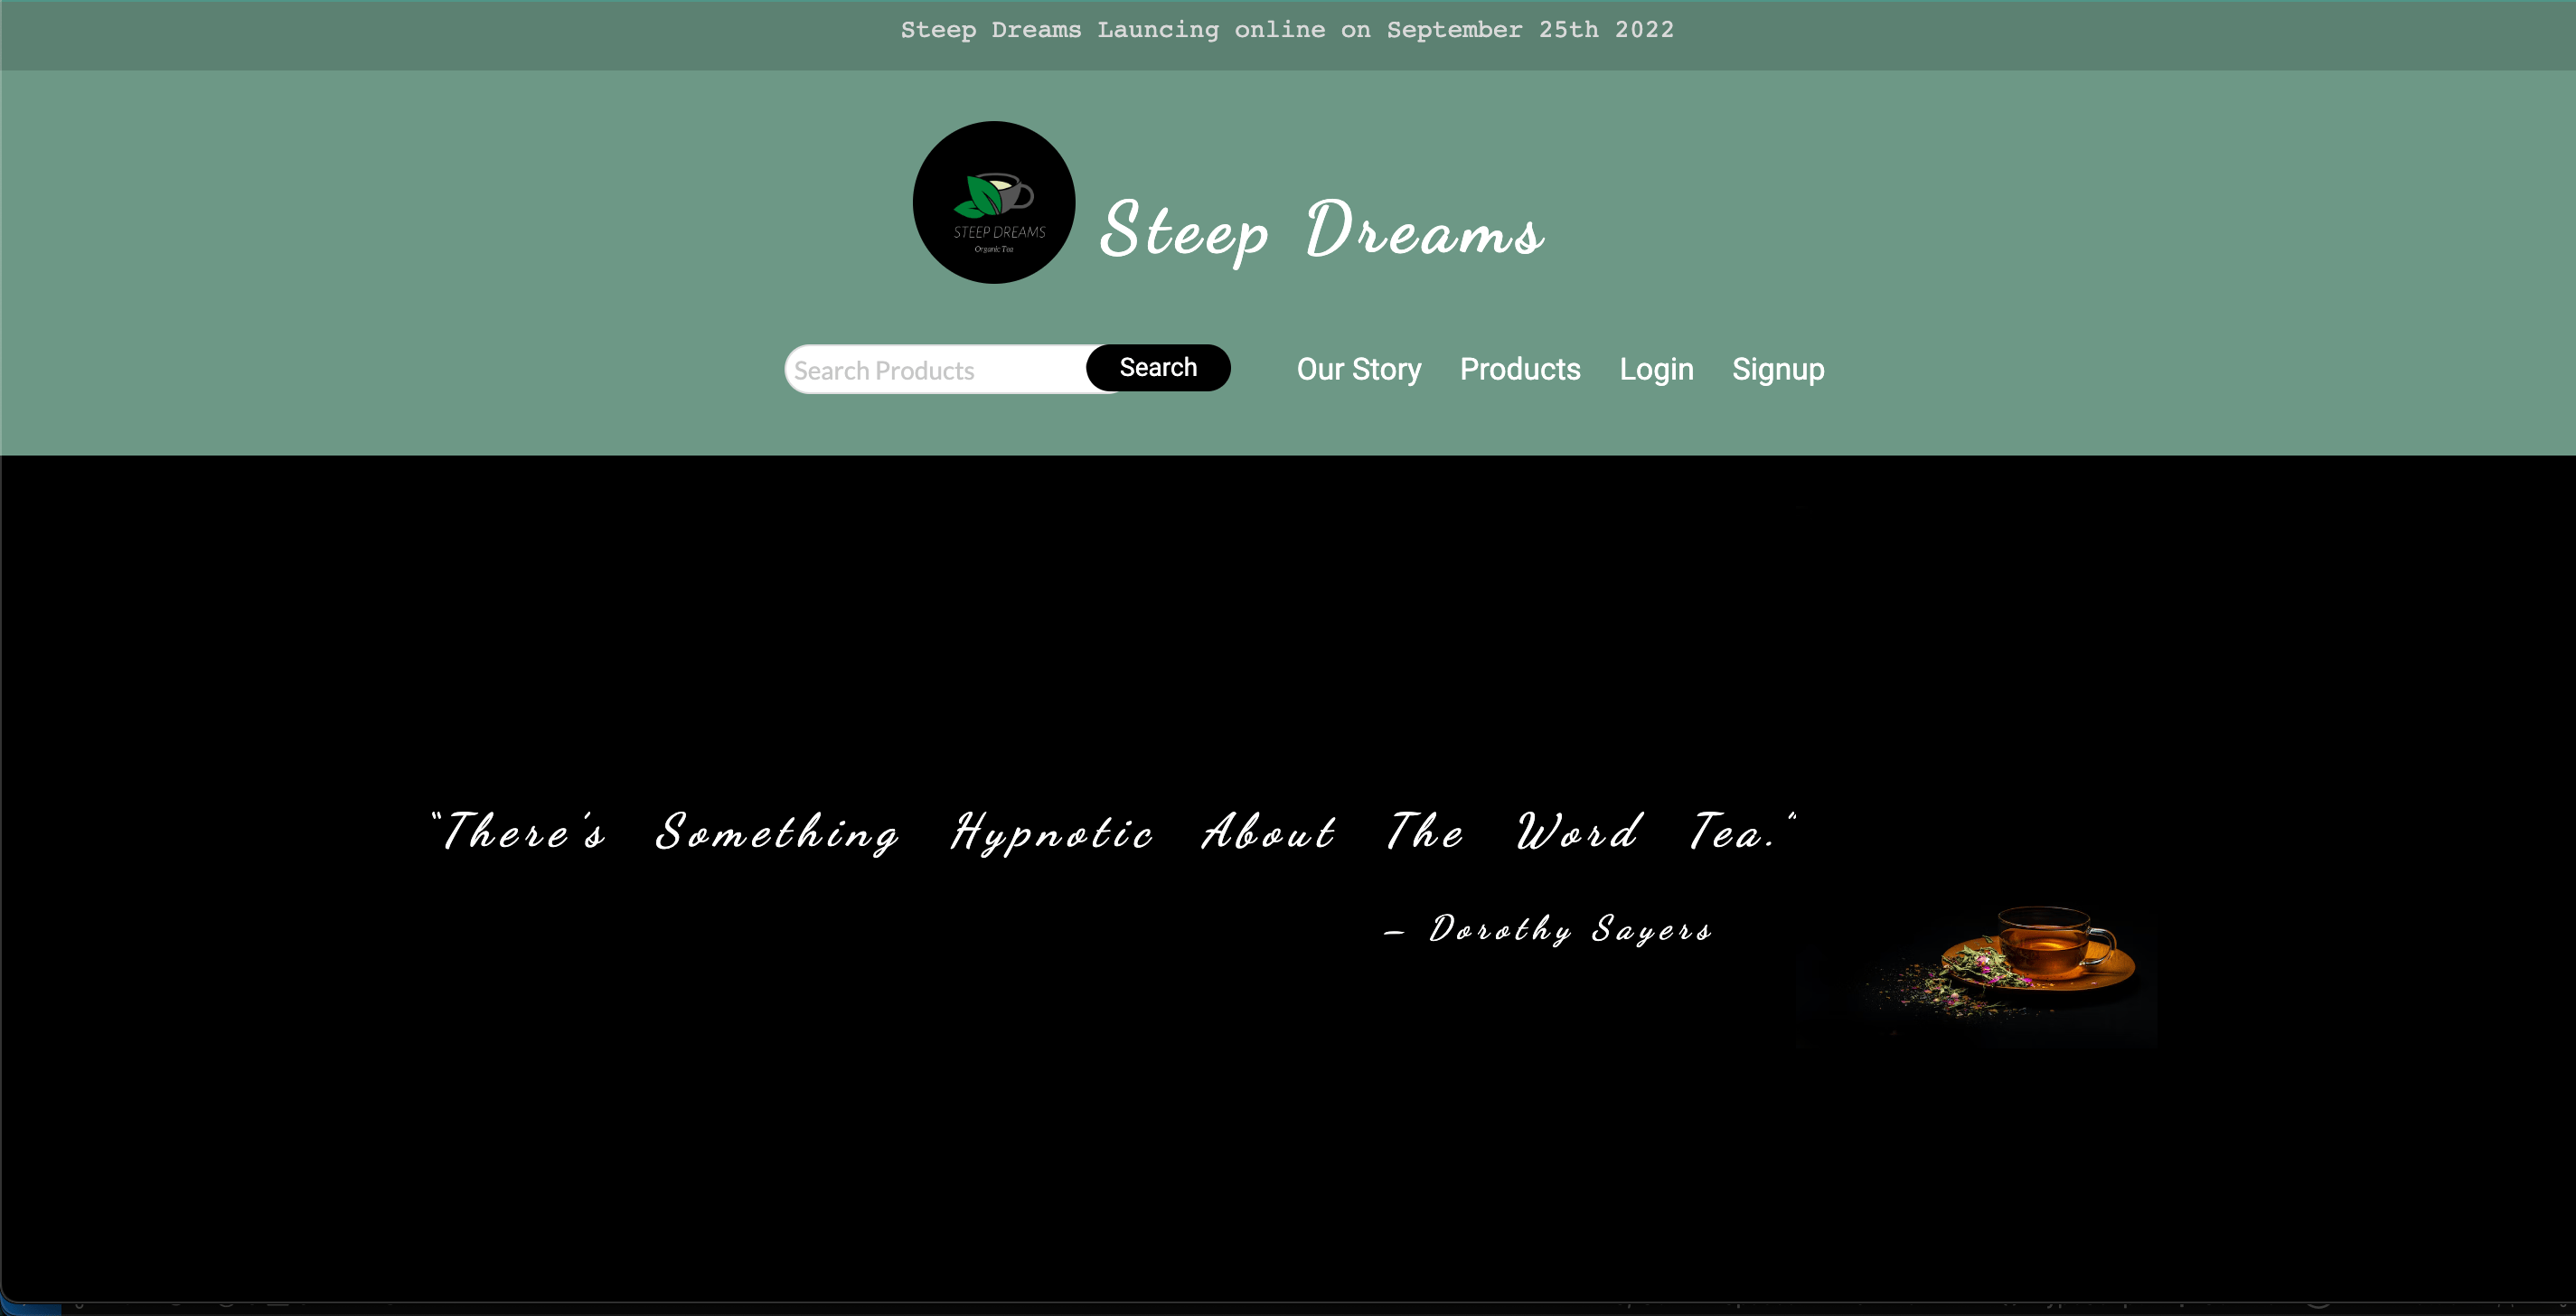 Steep Dreams Launcing online on September 25th 2022
STEEP DREAMS
Organic Tea
Steep Dreams
Search Products
Search
Our Story Products Login Signup
“There's Something Hypnotic About The Word Tea.”
– Dorothy Sayers